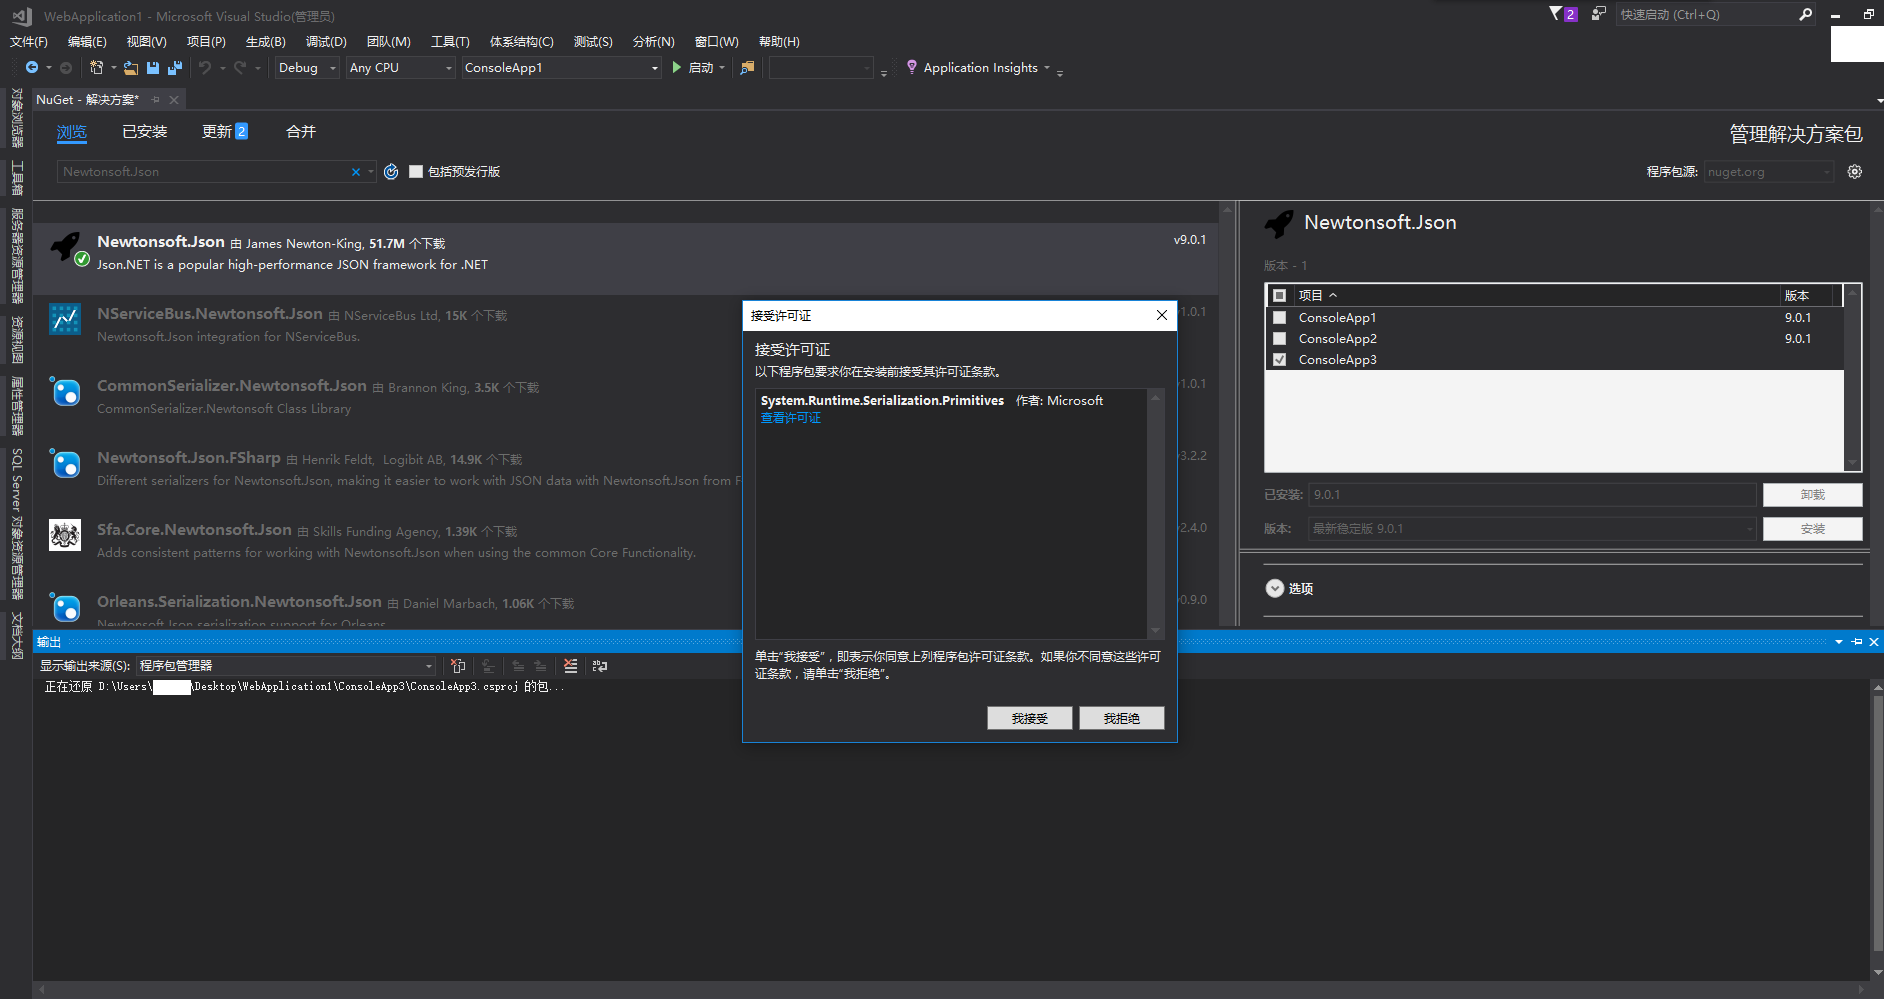 WebApplication1 - Microsoft Visual Studio(管理员)
2
快速启动 (Ctrl+Q)
文件(F) 编辑(E) 视图(V) 项目(P) 生成(B) 调试(D) 团队(M) 工具(T) 体系结构(C) 测试(S) 分析(N) 窗口(W) 帮助(H)
Debug Any CPU ConsoleApp1 启动 Application Insights
对象浏览器
工具箱
服务器资源管理器
资源视图
属性管理器
SQL Server 对象资源管理器
文档大纲
NuGet - 解决方案*
浏览 已安装 更新 2 合并
管理解决方案包
Newtonsoft.Json
包括预发行版
程序包源: nuget.org
Newtonsoft.Json 由 James Newton-King, 51.7M 个下载
v9.0.1
Json.NET is a popular high-performance JSON framework for .NET
NServiceBus.Newtonsoft.Json 由 NServiceBus Ltd, 15K 个下载
v1.0.1
Newtonsoft.Json integration for NServiceBus.
CommonSerializer.Newtonsoft.Json 由 Brannon King, 3.5K 个下载
v1.0.1
CommonSerializer.Newtonsoft Class Library
Newtonsoft.Json.FSharp 由 Henrik Feldt, Logibit AB, 14.9K 个下载
v3.2.2
Different serializers for Newtonsoft.Json, making it easier to work with JSON data with Newtonsoft.Json from F
Sfa.Core.Newtonsoft.Json 由 Skills Funding Agency, 1.39K 个下载
v2.4.0
Adds consistent patterns for working with Newtonsoft.Json when using the common Core Functionality.
Orleans.Serialization.Newtonsoft.Json 由 Daniel Marbach, 1.06K 个下载
v0.9.0
Newtonsoft.Json serialization support for Orleans
Newtonsoft.Json
版本 - 1
项目 版本
ConsoleApp1 9.0.1
ConsoleApp2 9.0.1
ConsoleApp3
已安装: 9.0.1 卸载
版本: 最新稳定版 9.0.1 安装
选项
接受许可证
接受许可证
以下程序包要求你在安装前接受其许可证条款。
System.Runtime.Serialization.Primitives 作者: Microsoft
查看许可证
单击“我接受”，即表示你同意上列程序包许可证条款。如果你不同意这些许可
证条款，请单击“我拒绝”。
我接受 我拒绝
输出
显示输出来源(S): 程序包管理器
正在还原 D:\Users\ \Desktop\WebApplication1\ConsoleApp3\ConsoleApp3.csproj 的包...